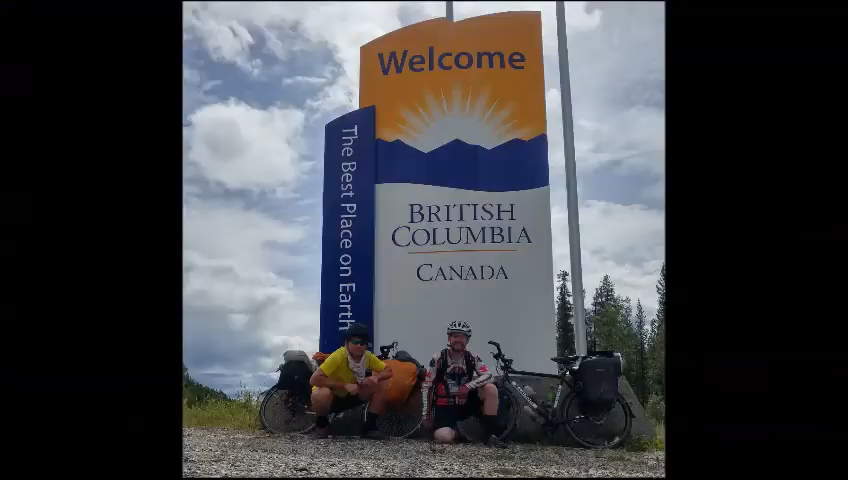 Welcome
The Best Place on Earth
BRITISH
COLUMBIA
CANADA